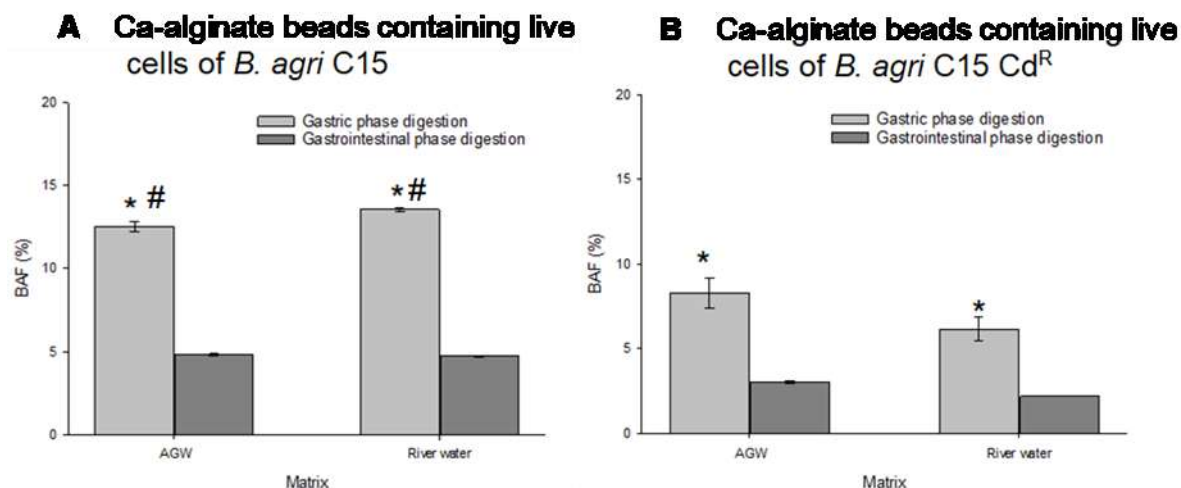 A Ca-alginate beads containing live
cells of B. agri C15
20
15
10
5
0
BAF (%)
Gastric phase digestion
Gastrointestinal phase digestion
* #
*#
AGW
River water
Matrix
B Ca-alginate beads containing live
cells of B. agri C15 Cd^R
20
15
10
5
0
BAF (%)
Gastric phase digestion
Gastrointestinal phase digestion
*
*
AGW
River water
Matrix